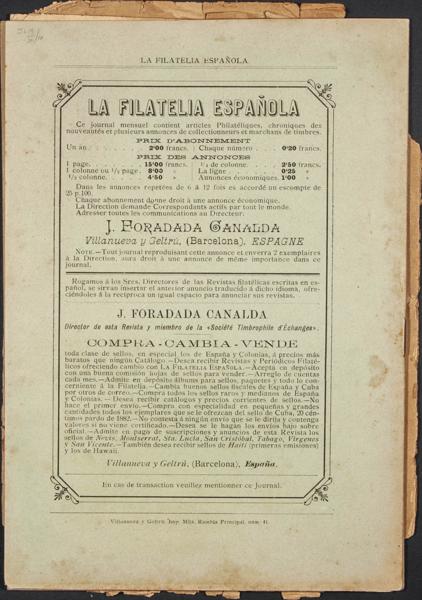 LA FILATELIA ESPAÑOLA
LA FILATELIA ESPAÑOLA
Ce journal mensuel contient articles Philatéliques, chroniques des
nouveautés et plusieurs annonces de collectionneurs et marchans de timbres.
PRIX D'ABONNEMENT
Un an . . . . . 2'00 francs. Chaque numéro . . . . 0'20 franc.
PRIX DES ANNONCES
1 page. . . . . 15'00 francs. 1/4 de colonne. . . . . 2'50 francs.
1 colonne ou 1/2 page. 8'00 » La ligne . . . . . 0'25 »
1/2 colonne. . . . . 4'50 » Annonces économiques. 1'00 »
Dans les annonces repetées de 6 à 12 fois es accordé un escompte de
25 p.100.
Chaque abonnement donne droit a une annonce économique.
La Direction demande Correspondants actifs par tout le monde.
Adresser toutes les communications au Directeur:
J. FORADADA CANALDA
Villanueva y Geltrú, (Barcelona). ESPAGNE
NOTE.—Tout journal reproduisant cette annonce et enverra 2 exemplaires
à la Direction, aura droit à une annonce de même importance dans ce
journal.
Rogamos á los Sres. Directores de las Revistas filatélicas escritas en espa-
ñol, se sirvan insertar el anterior anuncio traducido á dicho idioma, ofre-
ciéndoles á la recíproca un igual espacio para anunciar sus revistas.
J. FORADADA CANALDA
Director de esta Revista y miembro de la «Société Timbrophile d'Échanges».
COMPRA-CAMBIA-VENDE
toda clase de sellos, en especial los de España y Colonias, á precios más
baratos que ningún Catálogo.—Desea recibir Revistas y Periódicos Filaté-
licos ofreciendo cambio con LA FILATELIA ESPAÑOLA.—Acepta en depósito
con una buena comisión hojas de sellos para vender.—Arreglo de cuentas
cada mes.—Admite en depósito álbums para sellos, paquetes y todo lo con-
cerniente á la Filatelia.—Cambia buenos sellos fiscales de España y Cuba
por otros de correo.—Compra todos los sellos raros y medianos de España
y Colonias. — Desea recibir catálogos y precios corrientes de sellos.—No
hace el primer envío.—Compra con especialidad en pequeñas y grandes
cantidades todos los ejemplares que se le ofrezcan del sello de Cuba, 20 cén-
timos pardo de 1882.—No contesta á ningún envío que se le dirija y contenga
valores si no viene certificado.—Desea se le hagan los envíos bajo sobre
oficial.—Admite en pago de suscripciones y anuncios de esta Revista los
sellos de Nevis, Montserrat, Sta. Lucía, San Cristóbal, Tabago, Vírgenes
y San Vicente.—También desea recibir sellos de Haití (primeras emisiones)
y los de Hawaii.
Villanueva y Geltrú, (Barcelona), España.
En cas de transaction veuillez mentionner ce Journal.
Villanueva y Geltrú. Imp. Milá. Rambla Principal, núm. 41.